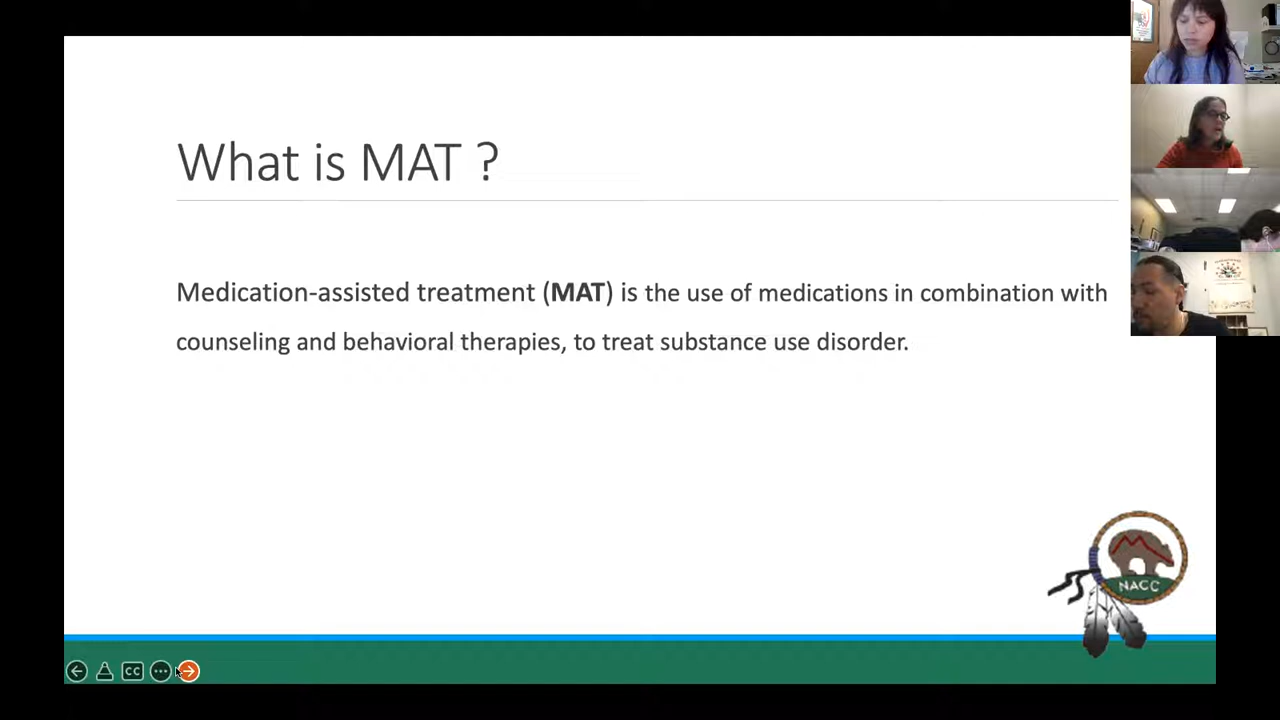 What is MAT ?
Medication-assisted treatment (MAT) is the use of medications in combination with
counseling and behavioral therapies, to treat substance use disorder.
NACC
CC